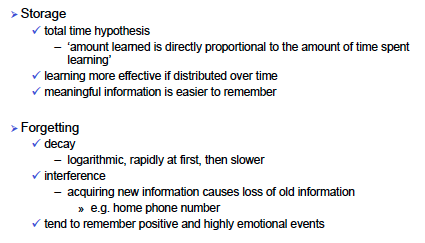 ➢ Storage
✓ total time hypothesis
– ‘amount learned is directly proportional to the amount of time spent
learning’
✓ learning more effective if distributed over time
✓ meaningful information is easier to remember
➢ Forgetting
✓ decay
– logarithmic, rapidly at first, then slower
✓ interference
– acquiring new information causes loss of old information
» e.g. home phone number
✓ tend to remember positive and highly emotional events